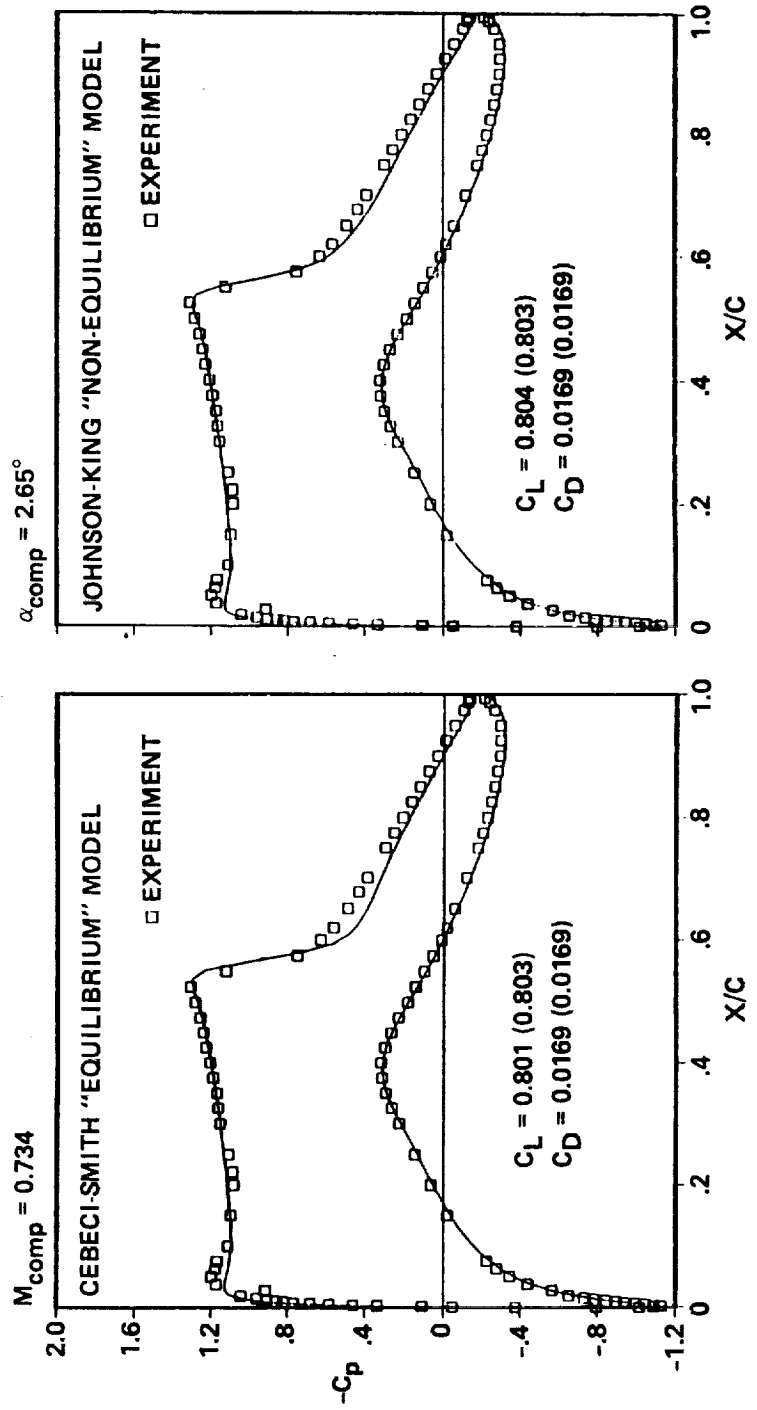 M_comp = 0.734
α_comp = 2.65°
CEBECI-SMITH "EQUILIBRIUM" MODEL
□ EXPERIMENT
C_L = 0.801 (0.803)
C_D = 0.0169 (0.0169)
-C_p
2.0
1.6
1.2
.8
.4
0
-.4
-.8
-1.2
0 .2 .4 .6 .8 1.0
X/C
JOHNSON-KING "NON-EQUILIBRIUM" MODEL
□ EXPERIMENT
C_L = 0.804 (0.803)
C_D = 0.0169 (0.0169)
0 .2 .4 .6 .8 1.0
X/C